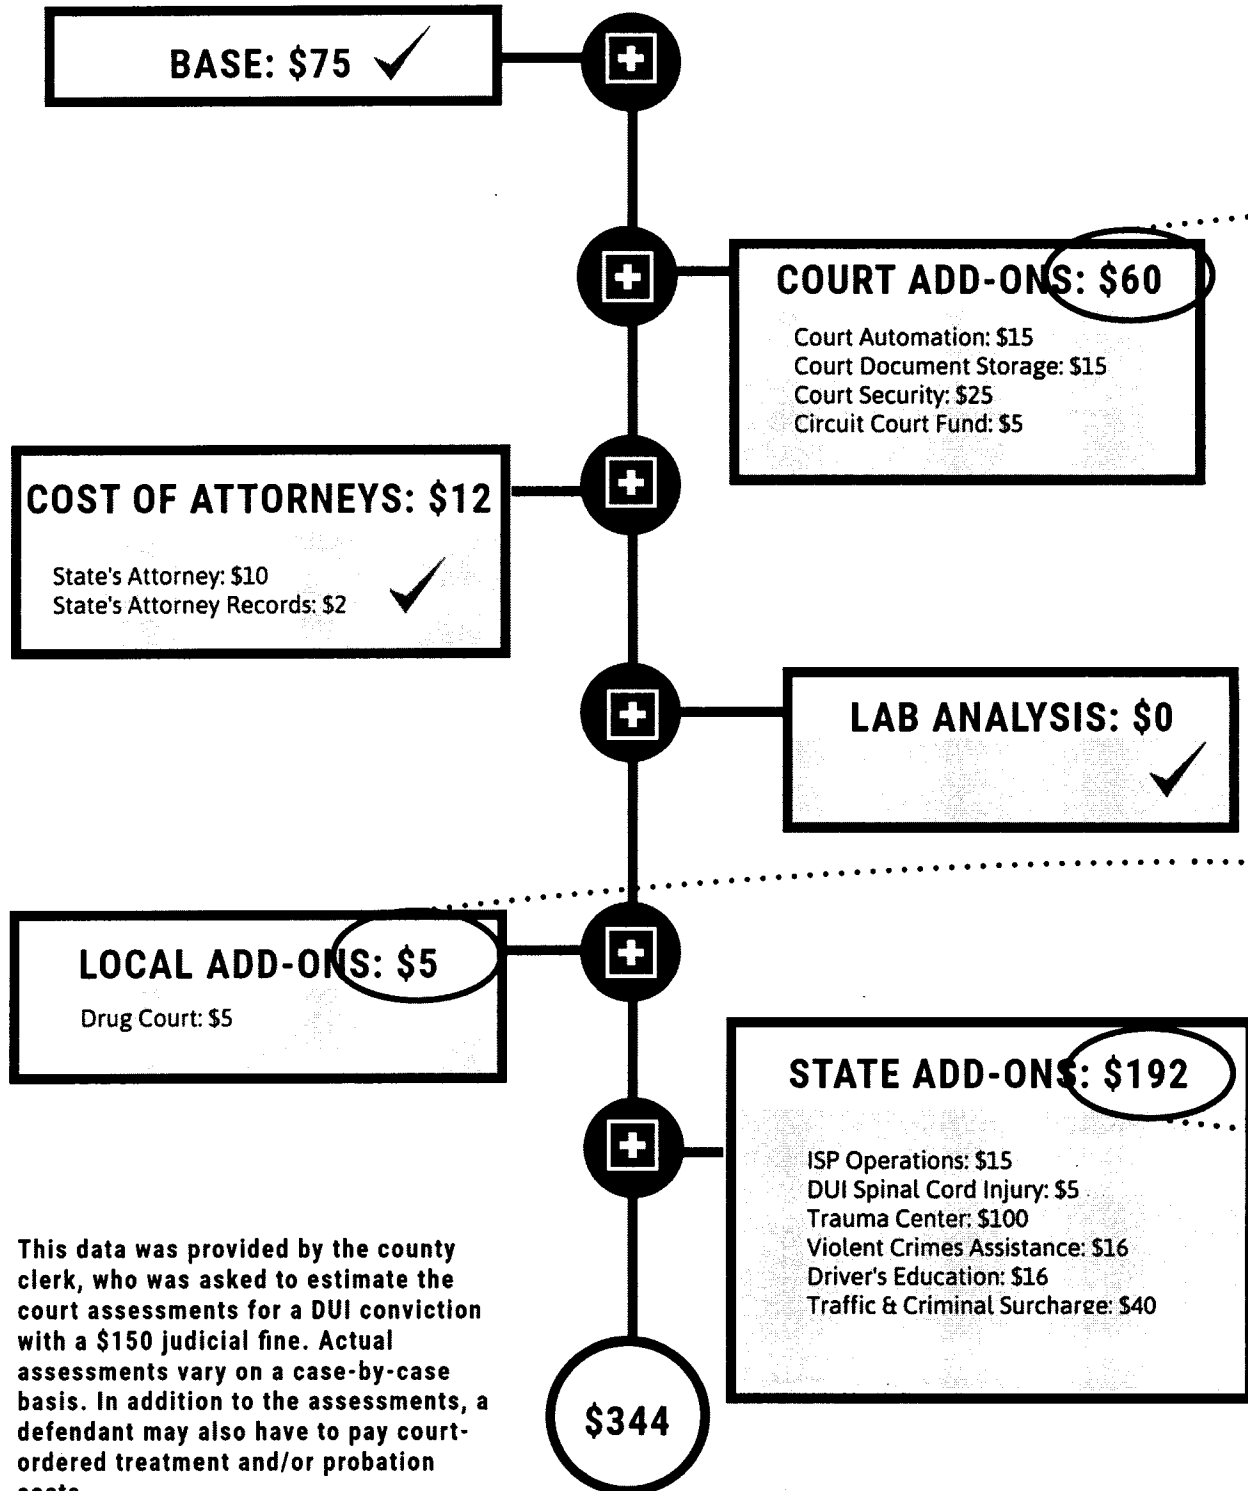 BASE: $75
COURT ADD-ONS: $60
Court Automation: $15
Court Document Storage: $15
Court Security: $25
Circuit Court Fund: $5
COST OF ATTORNEYS: $12
State's Attorney: $10
State's Attorney Records: $2
LAB ANALYSIS: $0
LOCAL ADD-ONS: $5
Drug Court: $5
STATE ADD-ONS: $192
ISP Operations: $15
DUI Spinal Cord Injury: $5
Trauma Center: $100
Violent Crimes Assistance: $16
Driver's Education: $16
Traffic & Criminal Surcharge: $40
This data was provided by the county
clerk, who was asked to estimate the
court assessments for a DUI conviction
with a $150 judicial fine. Actual
assessments vary on a case-by-case
basis. In addition to the assessments, a
defendant may also have to pay court-
ordered treatment and/or probation
$344